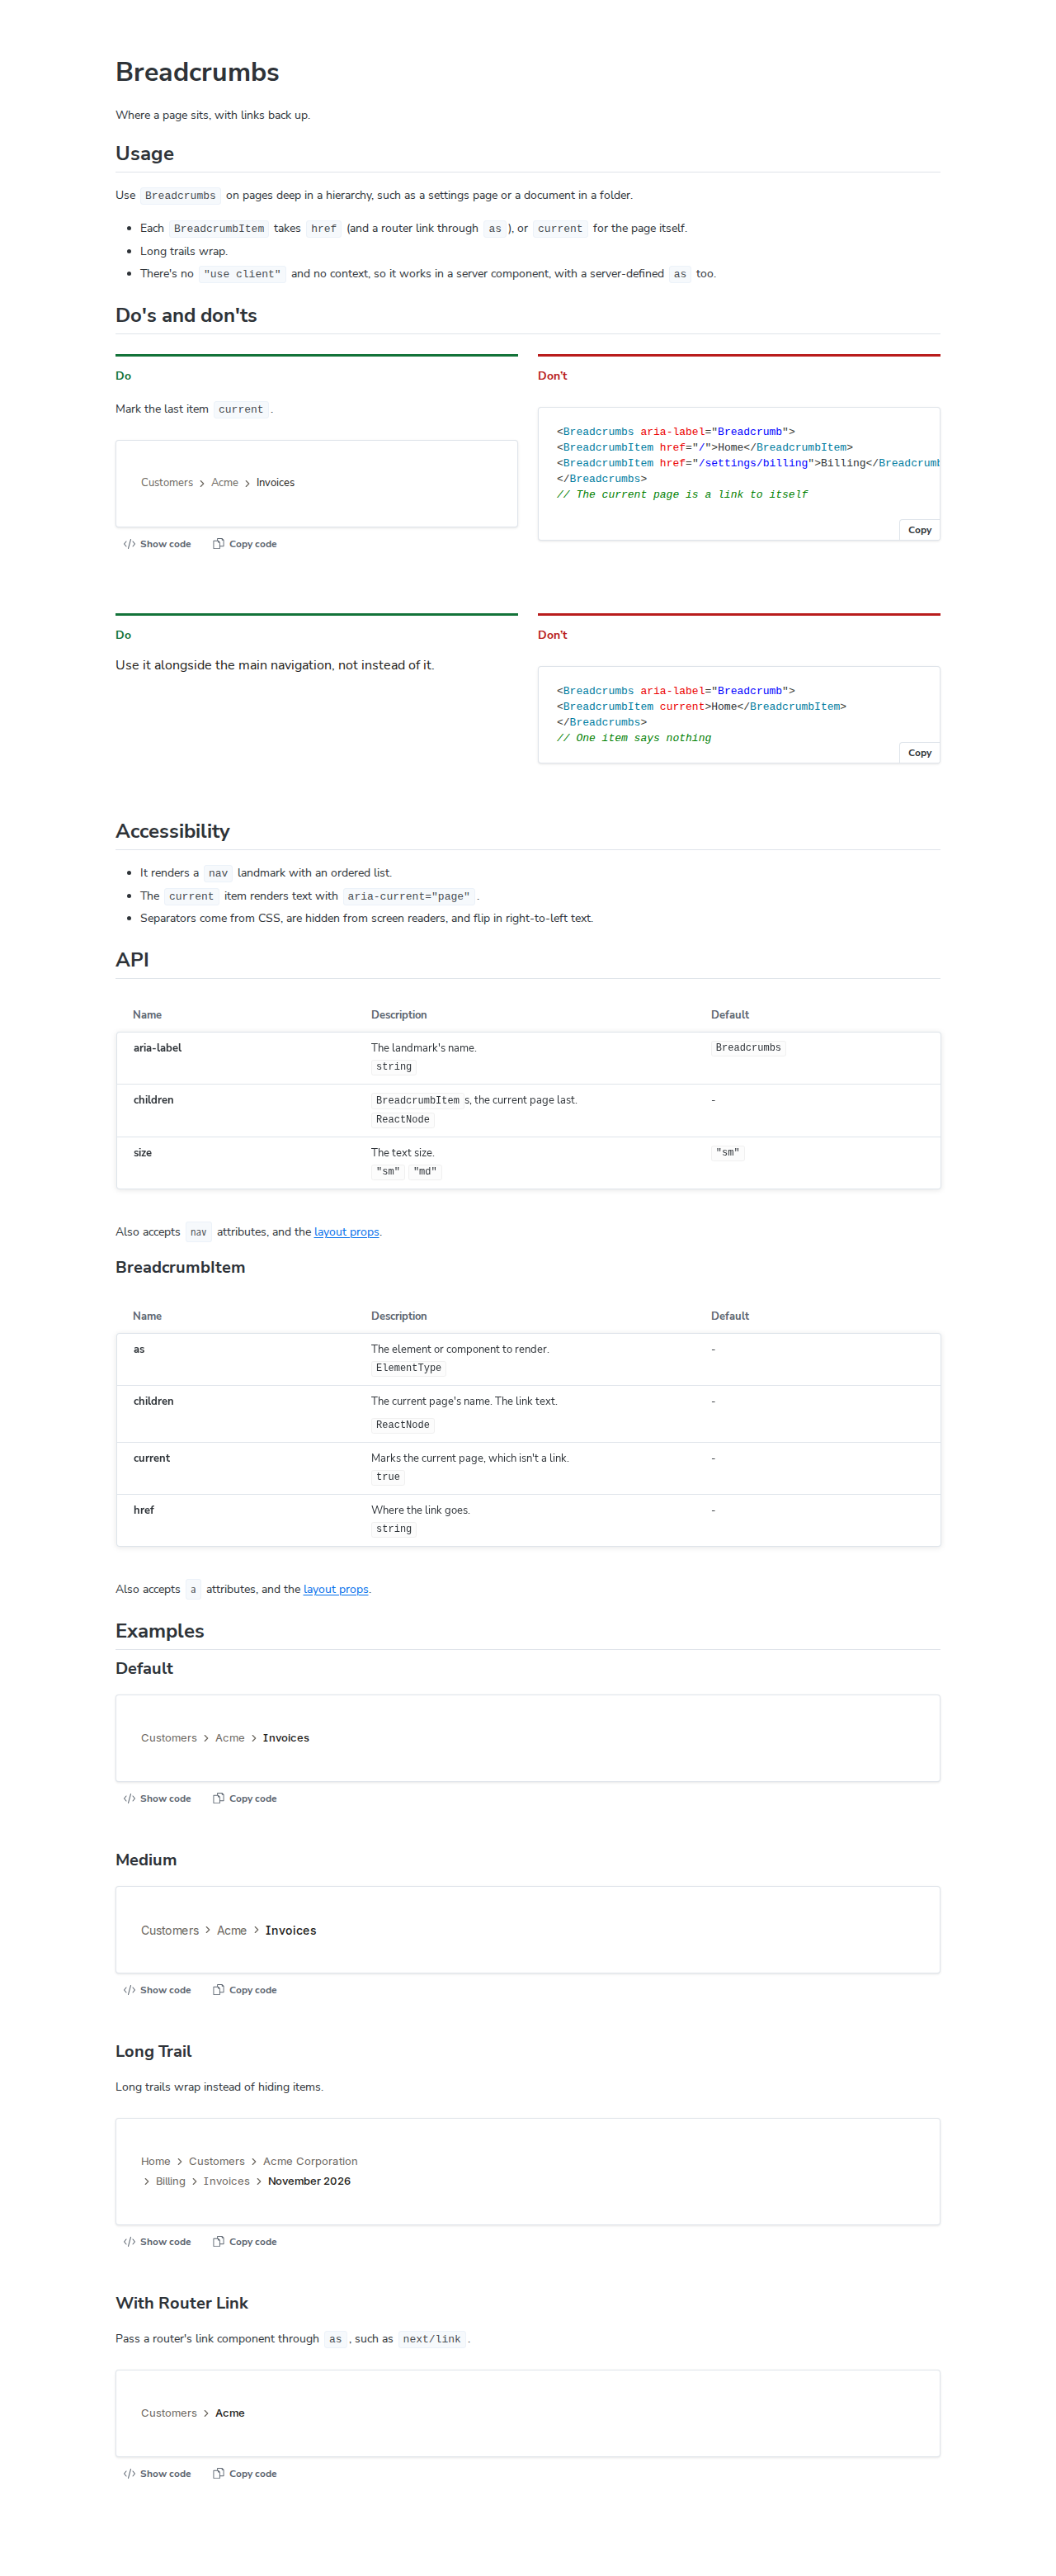 Breadcrumbs
Where a page sits, with links back up.
Usage
Use Breadcrumbs on pages deep in a hierarchy, such as a settings page or a document in a folder.
Each BreadcrumbItem takes href (and a router link through as), or current for the page itself.
Long trails wrap.
There's no "use client" and no context, so it works in a server component, with a server-defined as too.
Do's and don'ts
Do
Mark the last item current.
Customers Acme Invoices
Show code Copy code
Don't
<Breadcrumbs aria-label="Breadcrumb">
<BreadcrumbItem href="/">Home</BreadcrumbItem>
<BreadcrumbItem href="/settings/billing">Billing</Breadcrumb
</Breadcrumbs>
// The current page is a link to itself
Copy
Do
Use it alongside the main navigation, not instead of it.
Don't
<Breadcrumbs aria-label="Breadcrumb">
<BreadcrumbItem current>Home</BreadcrumbItem>
</Breadcrumbs>
// One item says nothing
Copy
Accessibility
It renders a nav landmark with an ordered list.
The current item renders text with aria-current="page".
Separators come from CSS, are hidden from screen readers, and flip in right-to-left text.
API
Name Description Default
aria-label The landmark's name. Breadcrumbs
string
children BreadcrumbItems, the current page last. -
ReactNode
size The text size. "sm"
"sm" "md"
Also accepts nav attributes, and the layout props.
BreadcrumbItem
Name Description Default
as The element or component to render. -
ElementType
children The current page's name. The link text. -
ReactNode
current Marks the current page, which isn't a link. -
true
href Where the link goes. -
string
Also accepts a attributes, and the layout props.
Examples
Default
Customers Acme Invoices
Show code Copy code
Medium
Customers Acme Invoices
Show code Copy code
Long Trail
Long trails wrap instead of hiding items.
Home Customers Acme Corporation
Billing Invoices November 2026
Show code Copy code
With Router Link
Pass a router's link component through as, such as next/link.
Customers Acme
Show code Copy code